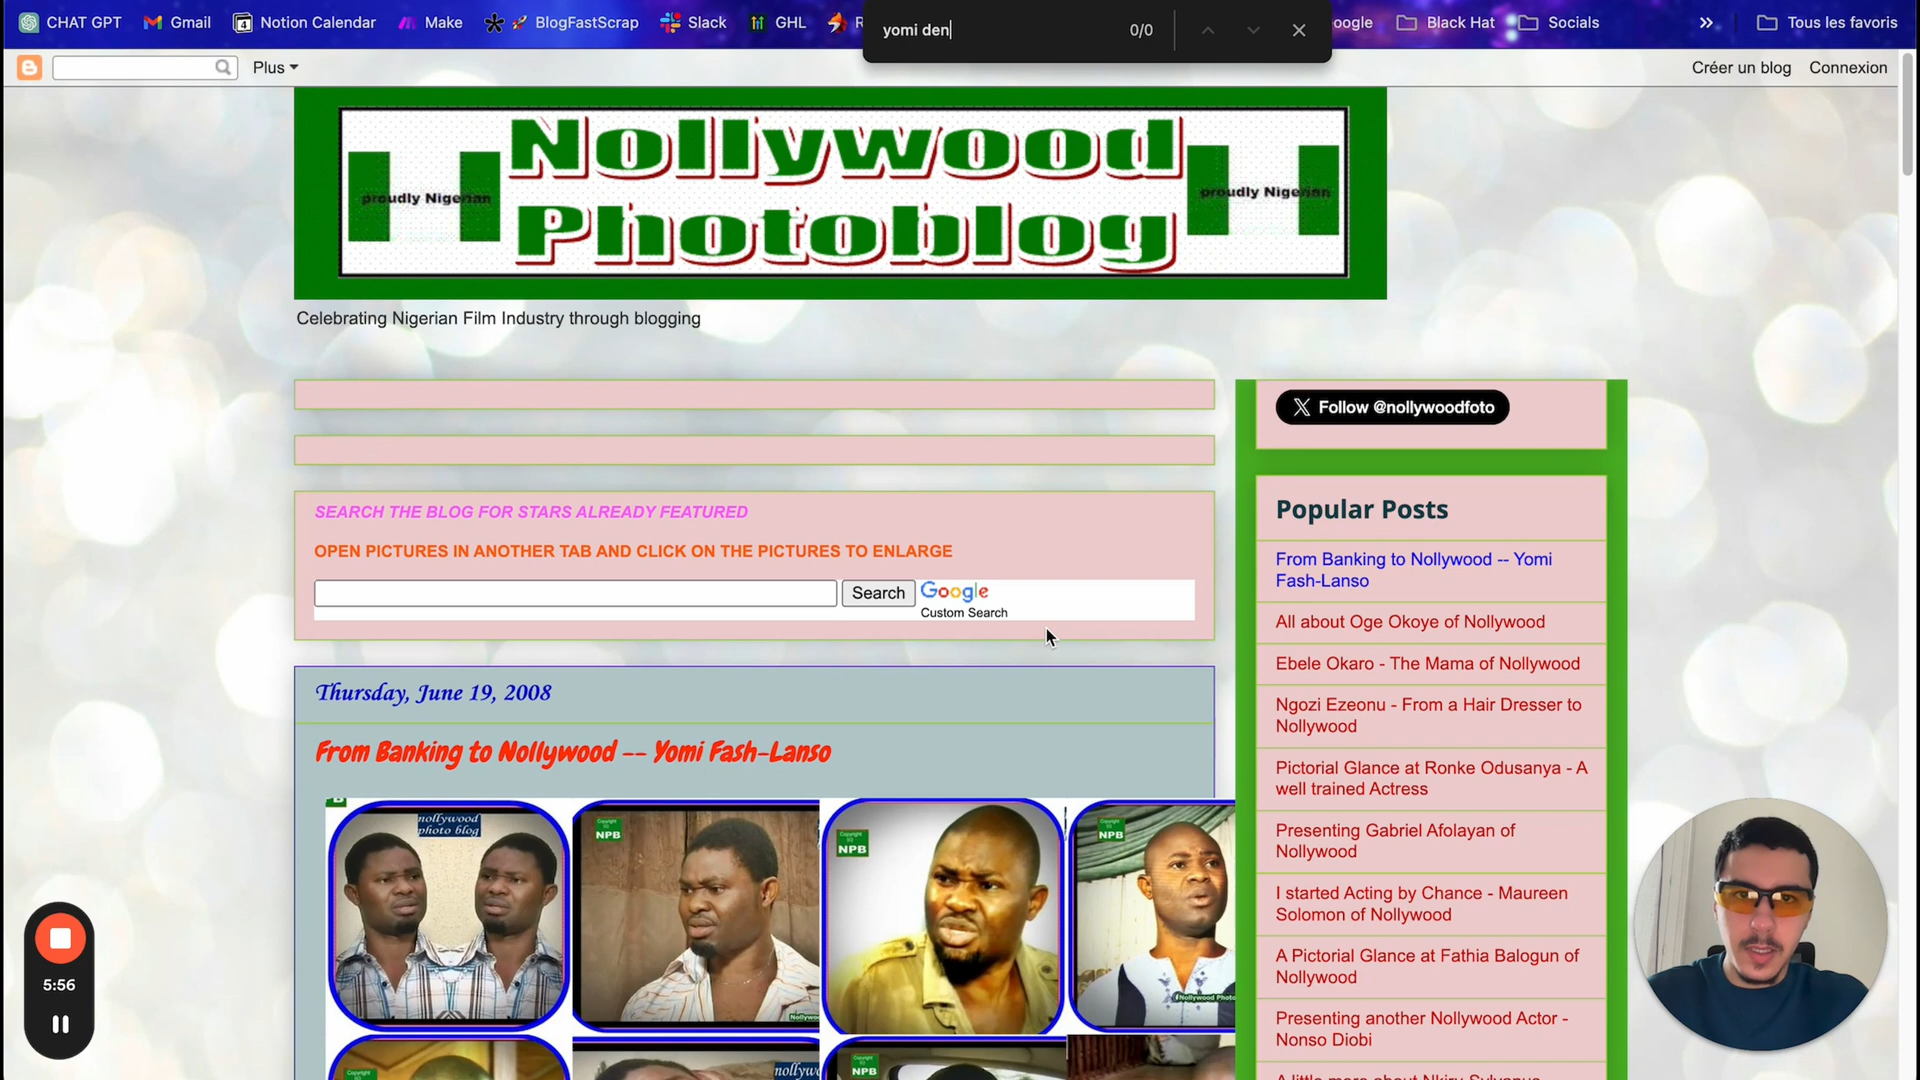 CHAT GPT
Gmail
4
Notion Calendar
Make
BlogFastScrap
Slack
GHL
yomi den
0/0
oogle
Black Hat
Socials
Tous les favoris
Plus
Créer un blog
Connexion
Nollywood
Photoblog
proudly Nigerian
proudly Nigerian
Celebrating Nigerian Film Industry through blogging
SEARCH THE BLOG FOR STARS ALREADY FEATURED
OPEN PICTURES IN ANOTHER TAB AND CLICK ON THE PICTURES TO ENLARGE
Search
Google
Custom Search
Thursday, June 19, 2008
From Banking to Nollywood -- Yomi Fash-Lanso
nollywood
photo blog
Copyright
NPB
Copyright
NPB
Copyright
NPB
NPB
NPB
Follow @nollywoodfoto
Popular Posts
From Banking to Nollywood -- Yomi
Fash-Lanso
All about Oge Okoye of Nollywood
Ebele Okaro - The Mama of Nollywood
Ngozi Ezeonu - From a Hair Dresser to
Nollywood
Pictorial Glance at Ronke Odusanya - A
well trained Actress
Presenting Gabriel Afolayan of
Nollywood
I started Acting by Chance - Maureen
Solomon of Nollywood
A Pictorial Glance at Fathia Balogun of
Nollywood
Presenting another Nollywood Actor -
Nonso Diobi
5:56